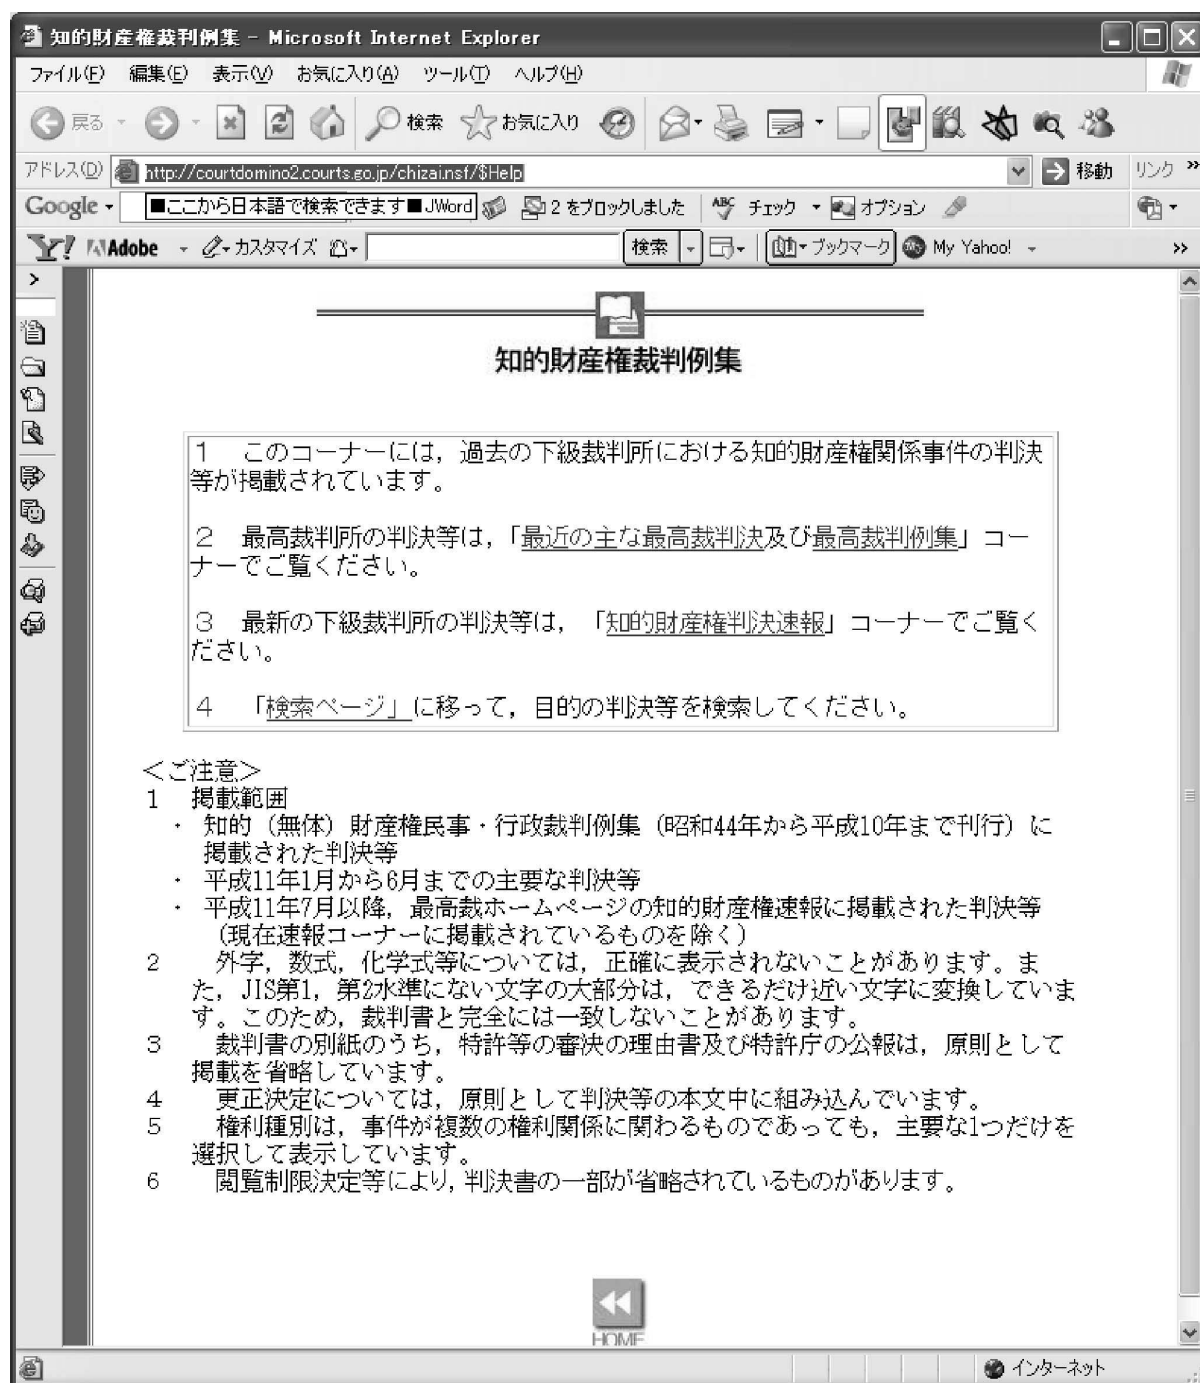 知的財産権裁判例集 - Microsoft Internet Explorer
ファイル(F) 編集(E) 表示(V) お気に入り(A) ツール(T) ヘルプ(H)
戻る 検索 お気に入り
アドレス(D) http://courtdomino2.courts.go.jp/chizai.nsf/$Help 移動 リンク »
Google ■ここから日本語で検索できます■JWord 2 をブロックしました ABC チェック オプション
Y! Adobe カスタマイズ 検索 ブックマーク My Yahoo! »
知的財産権裁判例集
1 このコーナーには，過去の下級裁判所における知的財産権関係事件の判決
等が掲載されています。
2 最高裁判所の判決等は，「最近の主な最高裁判決及び最高裁判例集」コー
ナーでご覧ください。
3 最新の下級裁判所の判決等は，「知的財産権判決速報」コーナーでご覧く
ださい。
4 「検索ページ」に移って，目的の判決等を検索してください。
＜ご注意＞
1 掲載範囲
・ 知的（無体）財産権民事・行政裁判例集（昭和44年から平成10年まで刊行）に
掲載された判決等
・ 平成11年1月から6月までの主要な判決等
・ 平成11年7月以降，最高裁ホームページの知的財産権速報に掲載された判決等
（現在速報コーナーに掲載されているものを除く）
2 外字，数式，化学式等については，正確に表示されないことがあります。ま
た，JIS第1，第2水準にない文字の大部分は，できるだけ近い文字に変換していま
す。このため，裁判書と完全には一致しないことがあります。
3 裁判書の別紙のうち，特許等の審決の理由書及び特許庁の公報は，原則として
掲載を省略しています。
4 更正決定については，原則として判決等の本文中に組み込んでいます。
5 権利種別は，事件が複数の権利関係に関わるものであっても，主要な1つだけを
選択して表示しています。
6 閲覧制限決定等により，判決書の一部が省略されているものがあります。
HOME
インターネット